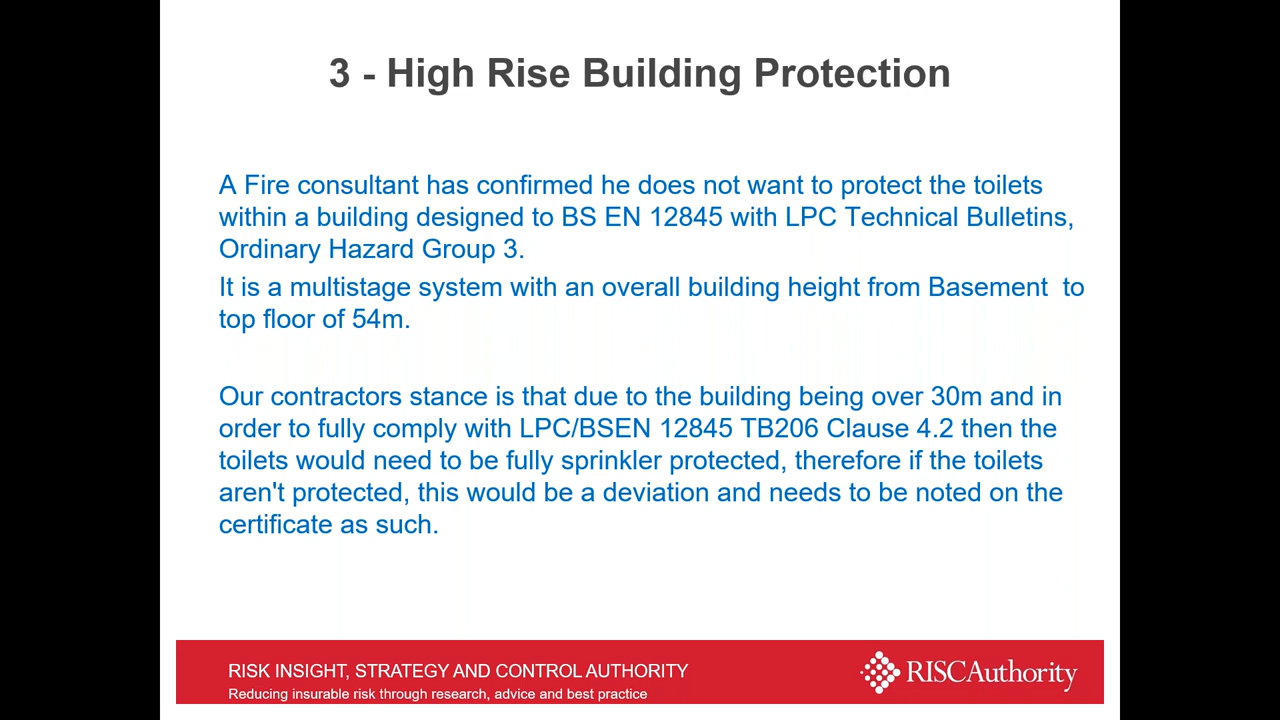 3 - High Rise Building Protection
A Fire consultant has confirmed he does not want to protect the toilets
within a building designed to BS EN 12845 with LPC Technical Bulletins,
Ordinary Hazard Group 3.
It is a multistage system with an overall building height from Basement  to
top floor of 54m.
Our contractors stance is that due to the building being over 30m and in
order to fully comply with LPC/BSEN 12845 TB206 Clause 4.2 then the
toilets would need to be fully sprinkler protected, therefore if the toilets
aren't protected, this would be a deviation and needs to be noted on the
certificate as such.
RISK INSIGHT, STRATEGY AND CONTROL AUTHORITY
Reducing insurable risk through research, advice and best practice
RISCAuthority